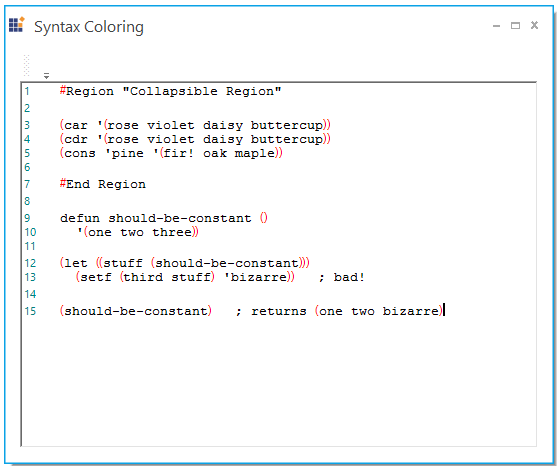 Syntax Coloring
1 #Region "Collapsible Region"
2
3 (car '(rose violet daisy buttercup))
4 (cdr '(rose violet daisy buttercup))
5 (cons 'pine '(fir! oak maple))
6
7 #End Region
8
9 defun should-be-constant ()
10 '(one two three))
11
12 (let ((stuff (should-be-constant)))
13 (setf (third stuff) 'bizarre)) ; bad!
14
15 (should-be-constant) ; returns (one two bizarre)